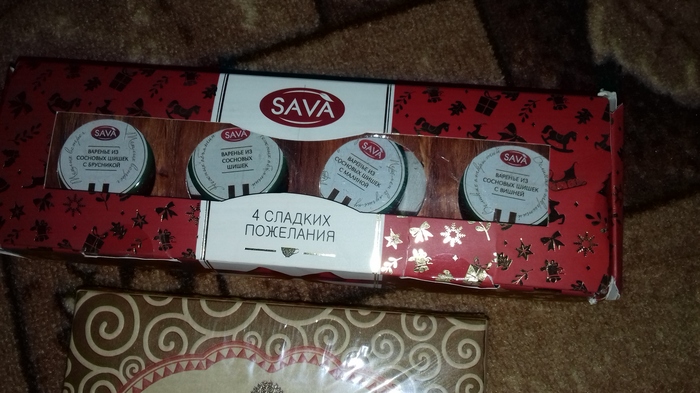 SAVA
SAVA
ВАРЕНЬЕ ИЗ
СОСНОВЫХ ШИШЕК
С БРУСНИКОЙ
SAVA
ВАРЕНЬЕ ИЗ
СОСНОВЫХ
ШИШЕК
SAVA
ВАРЕНЬЕ ИЗ
СОСНОВЫХ ШИШЕК
С МАЛИНОЙ
SAVA
ВАРЕНЬЕ ИЗ
СОСНОВЫХ ШИШЕК
С ВИШНЕЙ
4 СЛАДКИХ
ПОЖЕЛАНИЯ